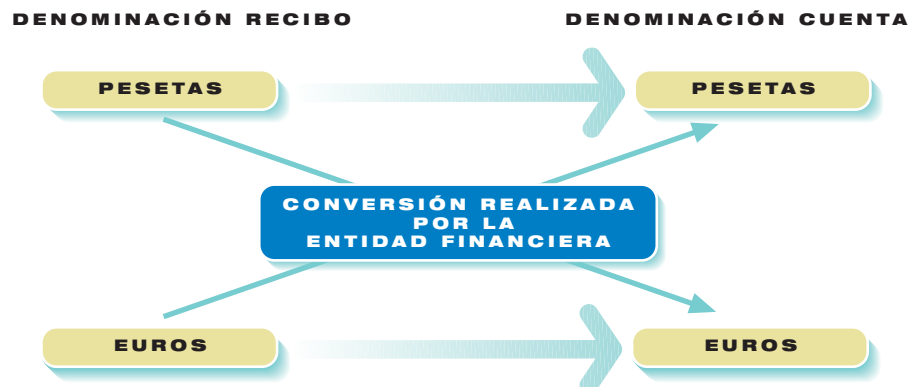 DENOMINACIÓN RECIBO
DENOMINACIÓN CUENTA
PESETAS
PESETAS
CONVERSIÓN REALIZADA
POR LA
ENTIDAD FINANCIERA
EUROS
EUROS